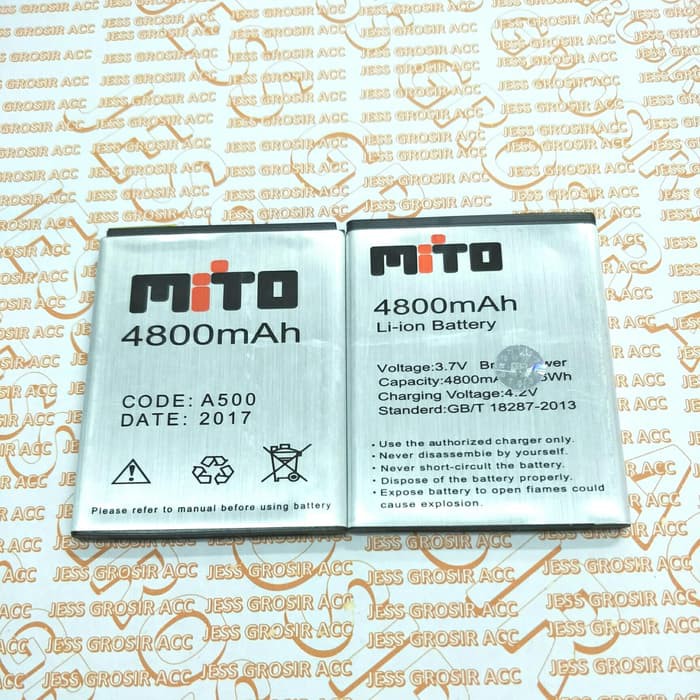 MiTO
4800mAh
CODE: A500
DATE: 2017
Please refer to manual before using battery
MiTO
4800mAh
Li-ion Battery
Voltage:3.7V
Capacity:4800mA
Charging Voltage:4.2V
Standerd:GB/T 18287-2013
• Use the authorized charger only.
• Never disassembie by yourself.
• Never short-circuit the battery.
• Dispose of the battery properly.
• Expose battery to open fiames could
cause explosion.
JESS GROSIR ACC